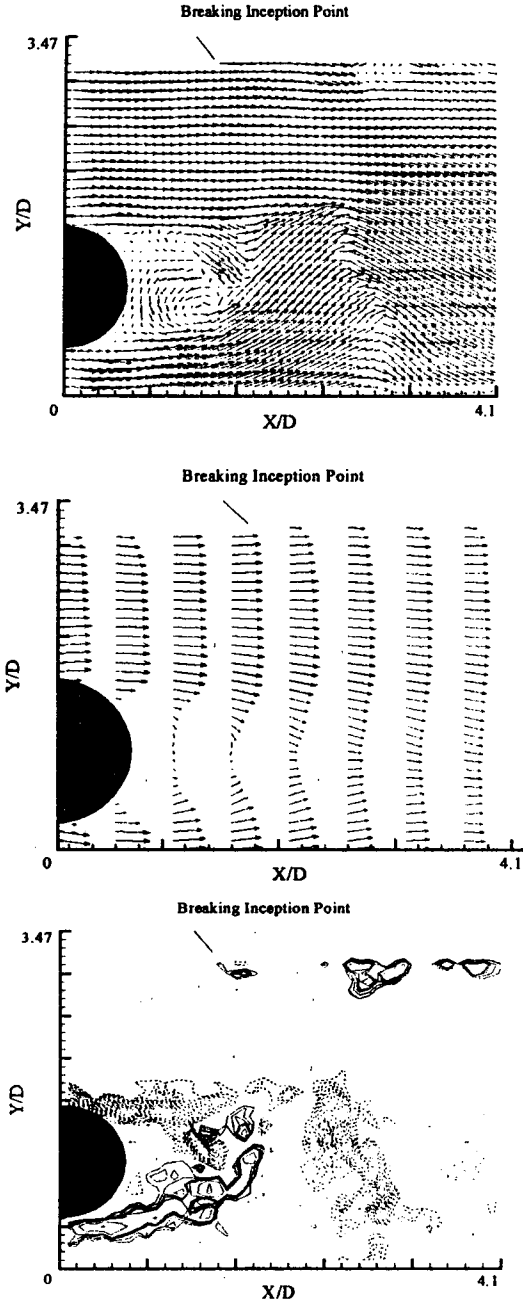 Breaking Inception Point
3.47
Y/D
0
4.1
X/D
Breaking Inception Point
3.47
Y/D
0
4.1
X/D
Breaking Inception Point
3.47
Y/D
0
4.1
X/D